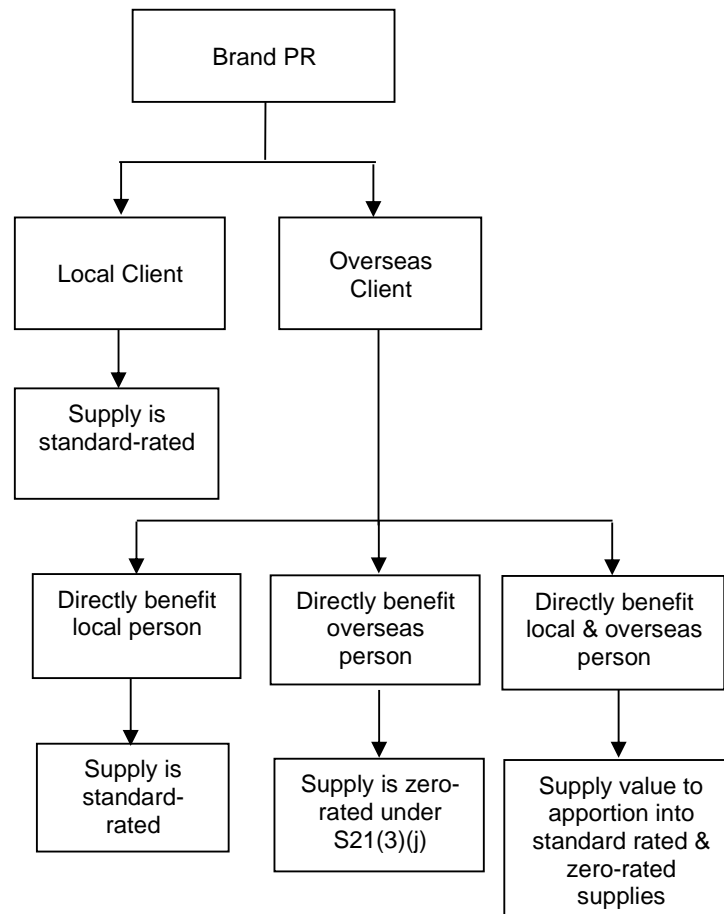 Brand PR
Local Client
Overseas
Client
Supply is
standard-rated
Directly benefit
local person
Directly benefit
overseas
person
Directly benefit
local & overseas
person
Supply is
standard-
rated
Supply is zero-
rated under
S21(3)(j)
Supply value to
apportion into
standard rated &
zero-rated
supplies